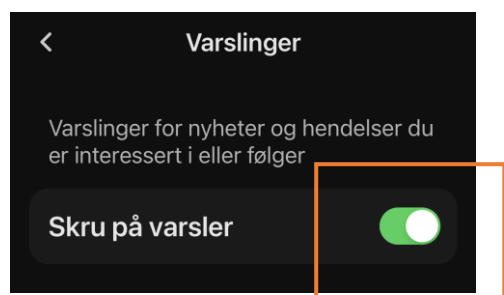 Varslinger
Varslinger for nyheter og hendelser du
er interessert i eller følger
Skru på varsler